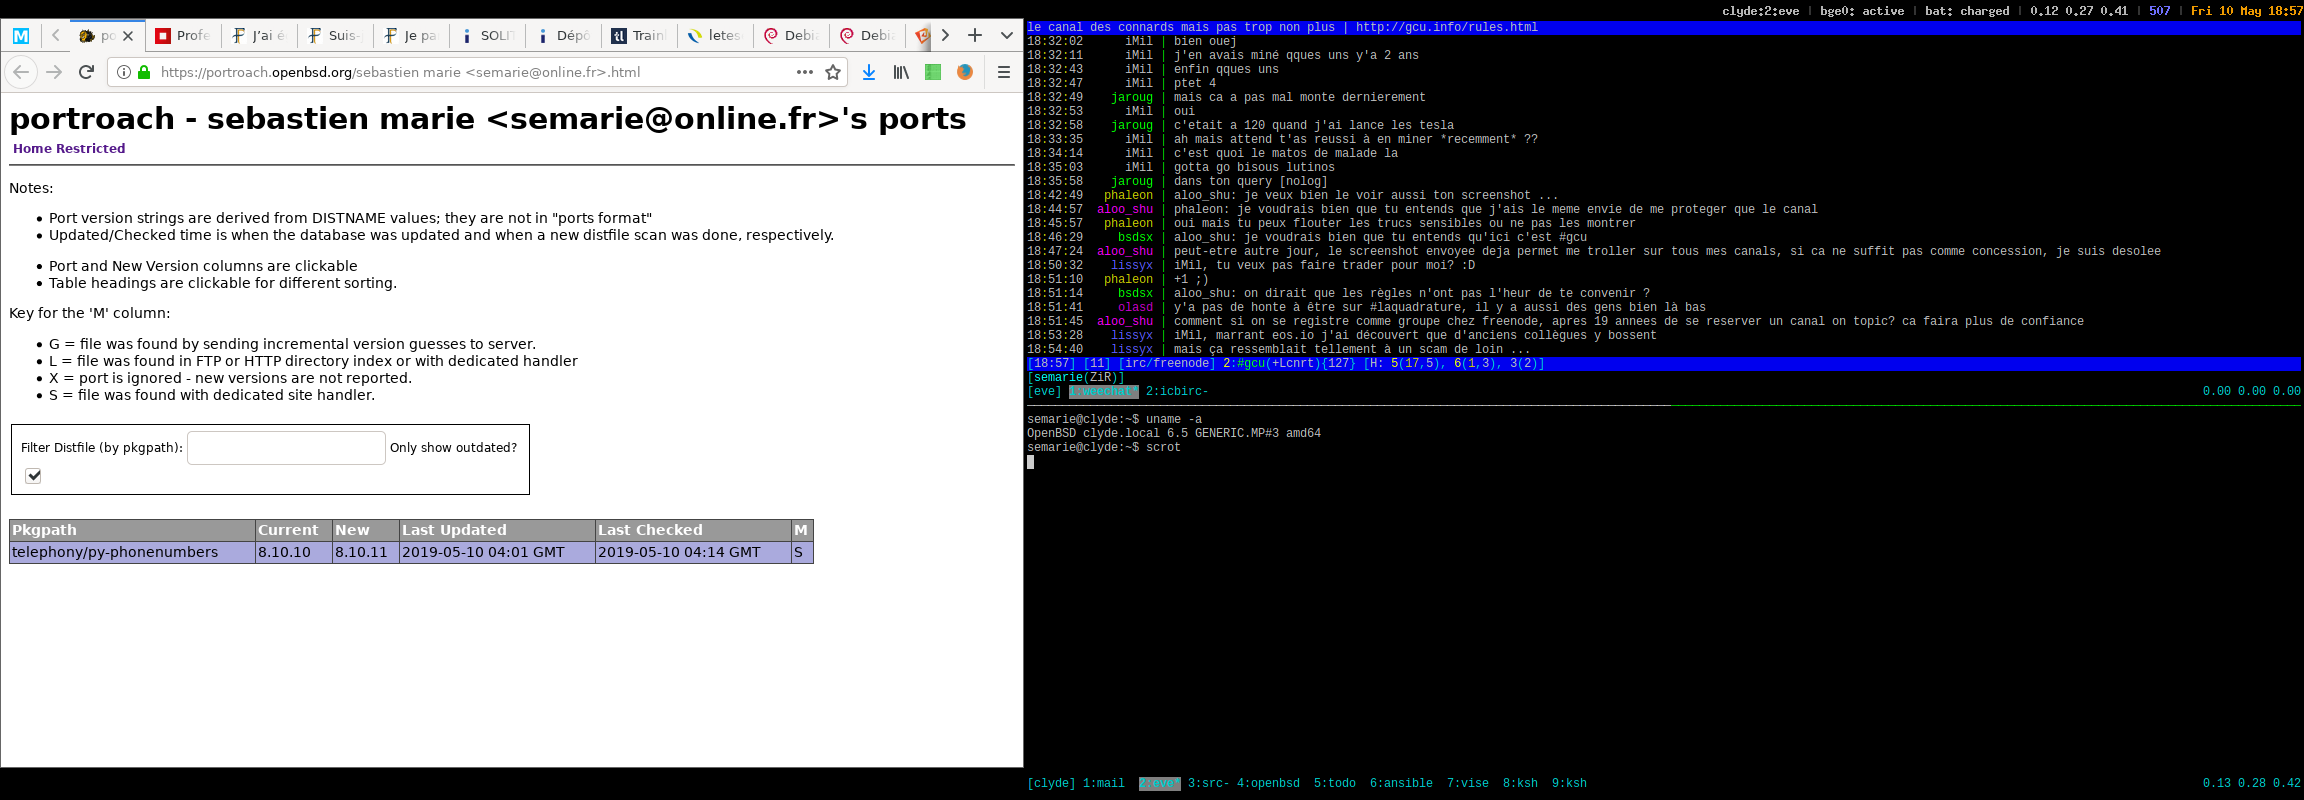 clyde:2:eve | bge0: active | bat: charged | 0.12 0.27 0.41 | 507 | Fri 10 May 18:57
M
po
Profe
J'ai é
Suis-
Je pa
SOLI
Dépô
Train
letes
Debi
Debi
https://portroach.openbsd.org/sebastien marie <semarie@online.fr>.html
portroach - sebastien marie <semarie@online.fr>'s ports
Home Restricted
Notes:
• Port version strings are derived from DISTNAME values; they are not in "ports format"
• Updated/Checked time is when the database was updated and when a new distfile scan was done, respectively.
• Port and New Version columns are clickable
• Table headings are clickable for different sorting.
Key for the 'M' column:
• G = file was found by sending incremental version guesses to server.
• L = file was found in FTP or HTTP directory index or with dedicated handler
• X = port is ignored - new versions are not reported.
• S = file was found with dedicated site handler.
Filter Distfile (by pkgpath): Only show outdated?
Pkgpath Current New Last Updated Last Checked M
telephony/py-phonenumbers 8.10.10 8.10.11 2019-05-10 04:01 GMT 2019-05-10 04:14 GMT S
le canal des connards mais pas trop non plus | http://gcu.info/rules.html
18:32:02 iMil | bien ouej
18:32:11 iMil | j'en avais miné qques uns y'a 2 ans
18:32:43 iMil | enfin qques uns
18:32:47 iMil | ptet 4
18:32:49 jaroug | mais ca a pas mal monte dernierement
18:32:53 iMil | oui
18:32:58 jaroug | c'etait a 120 quand j'ai lance les tesla
18:33:35 iMil | ah mais attend t'as reussi à en miner *recemment* ??
18:34:14 iMil | c'est quoi le matos de malade la
18:35:03 iMil | gotta go bisous lutinos
18:35:58 jaroug | dans ton query [nolog]
18:42:49 phaleon | aloo_shu: je veux bien le voir aussi ton screenshot ...
18:44:57 aloo_shu | phaleon: je voudrais bien que tu entends que j'ais le meme envie de me proteger que le canal
18:45:57 phaleon | oui mais tu peux flouter les trucs sensibles ou ne pas les montrer
18:46:29 bsdsx | aloo_shu: je voudrais bien que tu entends qu'ici c'est #gcu
18:47:24 aloo_shu | peut-etre autre jour, le screenshot envoyee deja permet me troller sur tous mes canals, si ca ne suffit pas comme concession, je suis desolee
18:50:32 lissyx | iMil, tu veux pas faire trader pour moi? :D
18:51:10 phaleon | +1 ;)
18:51:14 bsdsx | aloo_shu: on dirait que les règles n'ont pas l'heur de te convenir ?
18:51:41 olasd | y'a pas de honte à être sur #laquadrature, il y a aussi des gens bien là bas
18:51:45 aloo_shu | comment si on se registre comme groupe chez freenode, apres 19 annees de se reserver un canal on topic? ca faira plus de confiance
18:53:28 lissyx | iMil, marrant eos.io j'ai découvert que d'anciens collègues y bossent
18:54:40 lissyx | mais ça ressemblait tellement à un scam de loin ...
[18:57] [11] [irc/freenode] 2:#gcu(+Lcnrt){127} [H: 5(17,5), 6(1,3), 3(2)]
[semarie(ZiR)]
[eve] 1:weechat* 2:icbirc- 0.00 0.00 0.00
semarie@clyde:~$ uname -a
OpenBSD clyde.local 6.5 GENERIC.MP#3 amd64
semarie@clyde:~$ scrot
[clyde] 1:mail 2:eve* 3:src- 4:openbsd 5:todo 6:ansible 7:vise 8:ksh 9:ksh 0.13 0.28 0.42